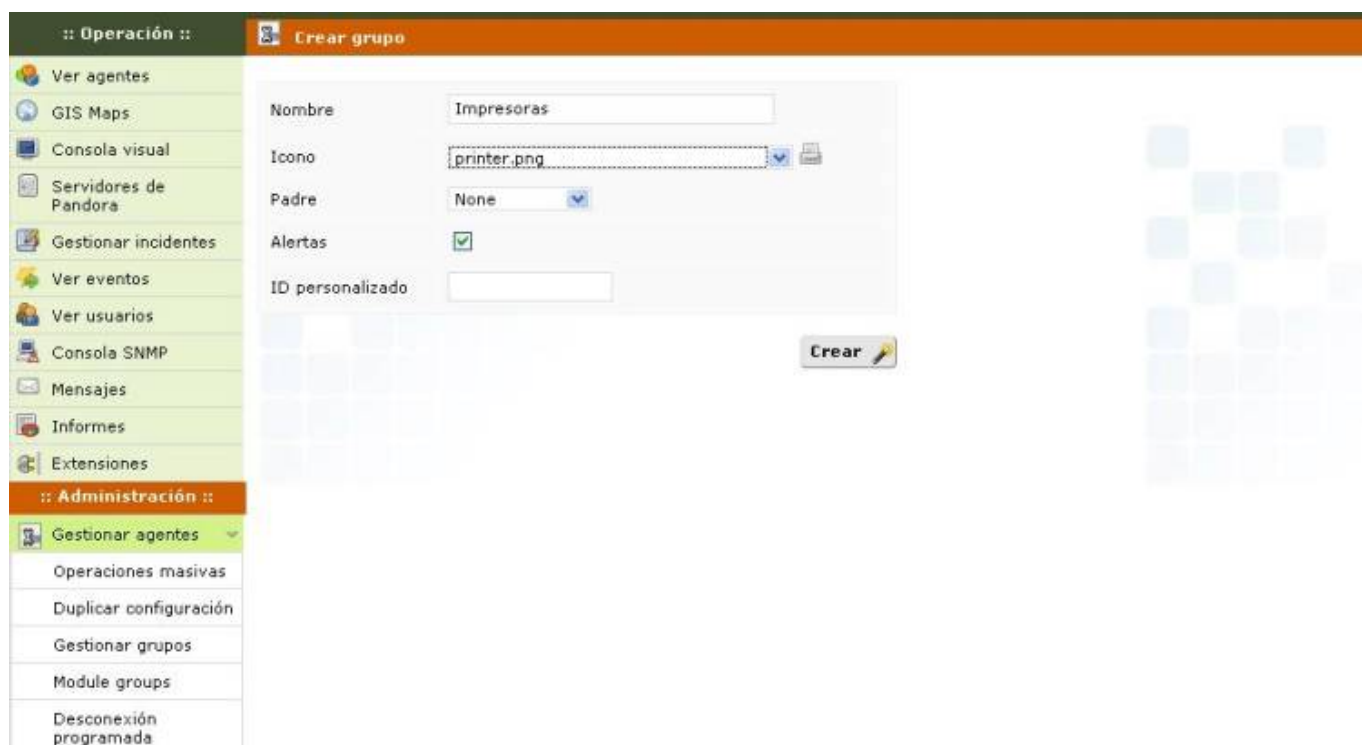 :: Operación ::
Ver agentes
GIS Maps
Consola visual
Servidores de
Pandora
Gestionar incidentes
Ver eventos
Ver usuarios
Consola SNMP
Mensajes
Informes
Extensiones
:: Administración ::
Gestionar agentes
Operaciones masivas
Duplicar configuración
Gestionar grupos
Module groups
Desconexión
programada
Crear grupo
Nombre Impresoras
Icono printer.png
Padre None
Alertas
ID personalizado
Crear